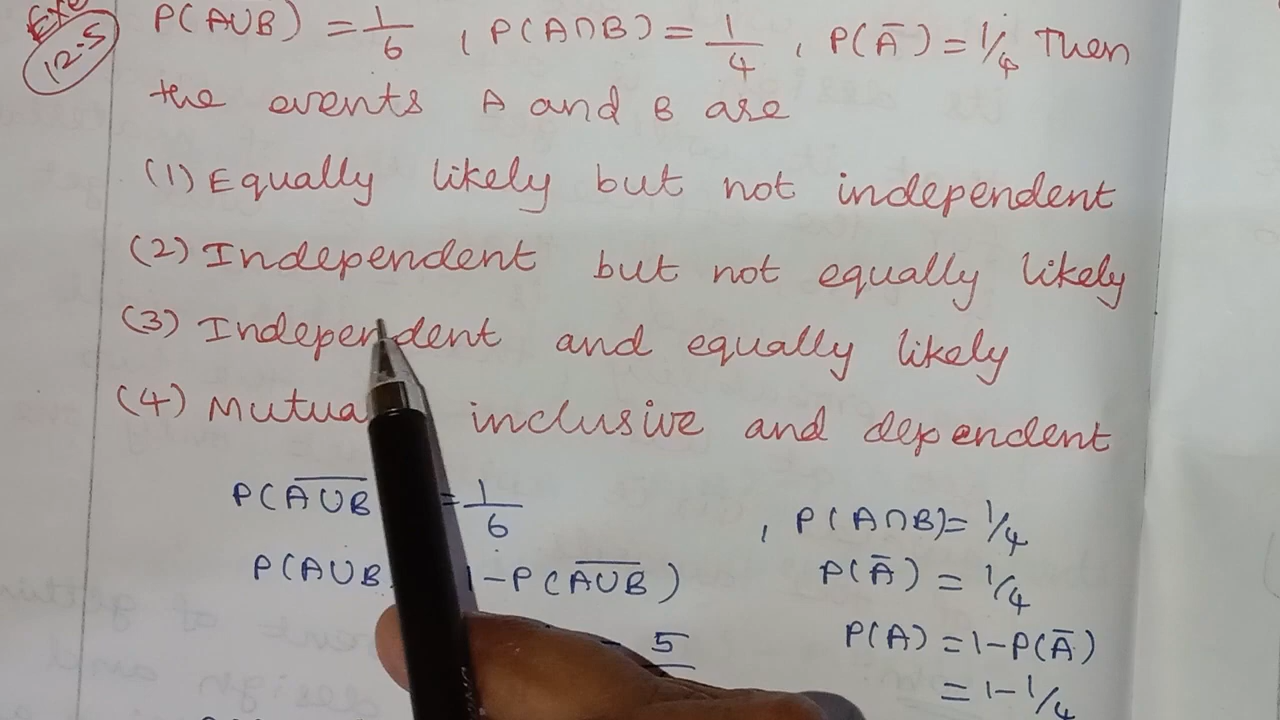 Exe
12.5
P(A∪B) = 1/6 , P(A∩B) = 1/4 , P(Ā) = 1/4 Then
the events A and B are
(1) Equally likely but not independent
(2) Independent but not equally likely
(3) Independent and equally likely
(4) Mutua inclusive and dependent
P(A̅∪̅B̅ = 1/6 , P(A∩B) = 1/4
P(A∪B 1-P(A̅∪̅B̅) P(Ā) = 1/4
5 P(A) = 1-P(Ā)
= 1-1/4